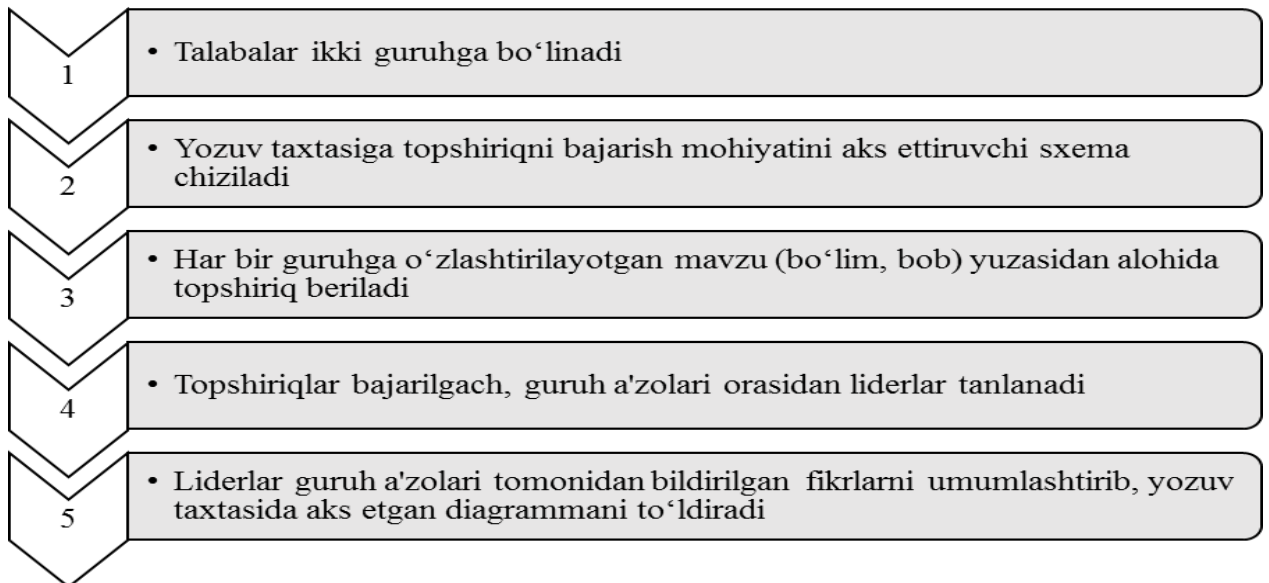 1
• Talabalar ikki guruhga bo‘linadi
2
• Yozuv taxtasiga topshiriqni bajarish mohiyatini aks ettiruvchi sxema
chiziladi
3
• Har bir guruhga o‘zlashtirilayotgan mavzu (bo‘lim, bob) yuzasidan alohida
topshiriq beriladi
4
• Topshiriqlar bajarilgach, guruh a'zolari orasidan liderlar tanlanadi
5
• Liderlar guruh a'zolari tomonidan bildirilgan fikrlarni umumlashtirib, yozuv
taxtasida aks etgan diagrammani to‘ldiradi